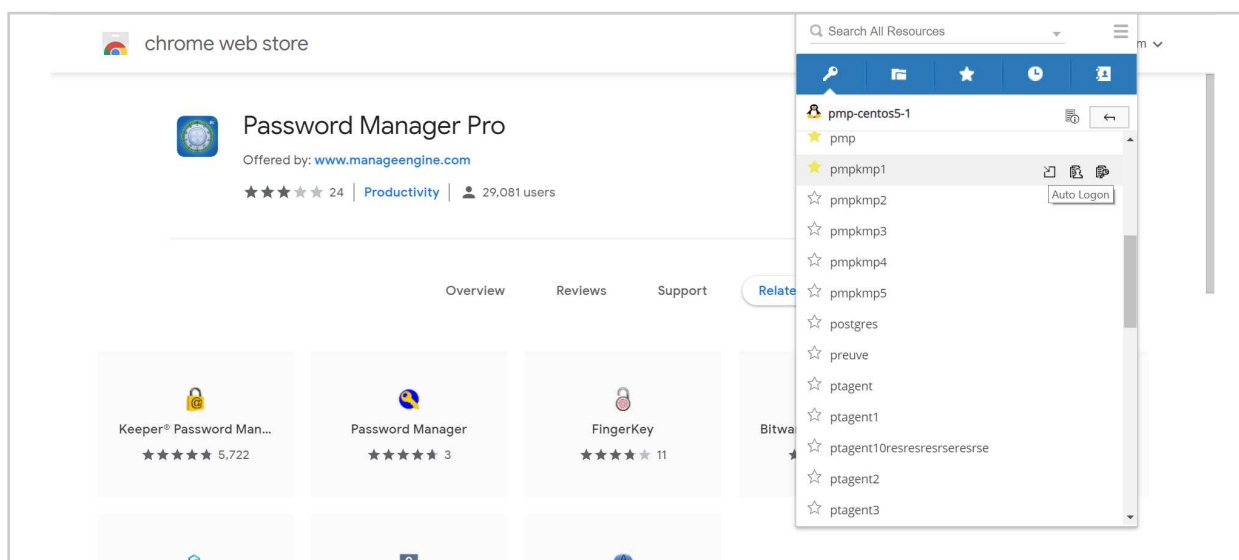 chrome web store
Password Manager Pro
Offered by: www.manageengine.com
24 | Productivity | 29,081 users
Overview Reviews Support Relate
Keeper® Password Man...
5,722
Password Manager
3
FingerKey
11
Bitwa
Search All Resources
m
pmp-centos5-1
pmp
pmpkmp1
Auto Logon
pmpkmp2
pmpkmp3
pmpkmp4
pmpkmp5
postgres
preuve
ptagent
ptagent1
ptagent10resresresrseresrse
ptagent2
ptagent3